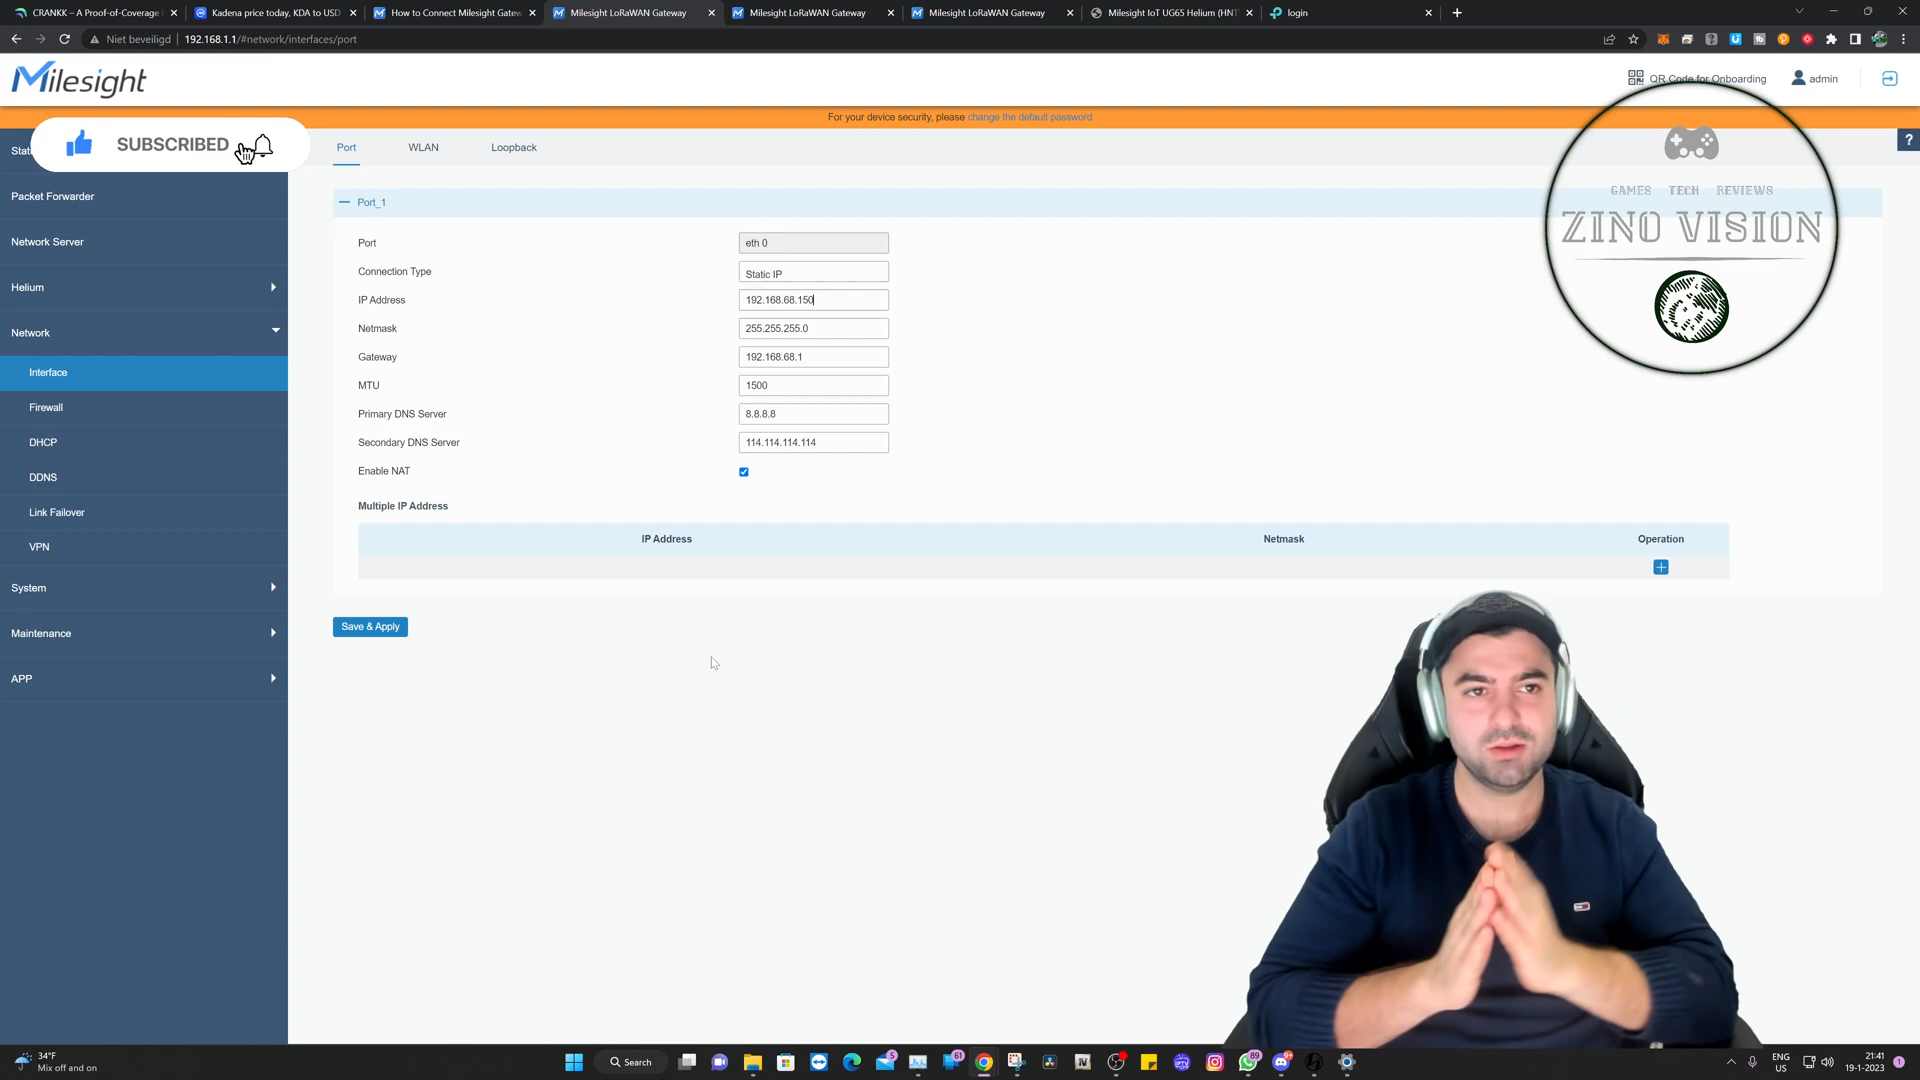 CRANKK – A Proof-of-Coverage
Kadena price today, KDA to USD
How to Connect Milesight Gatew
Milesight LoRaWAN Gateway
Milesight LoRaWAN Gateway
Milesight LoRaWAN Gateway
Milesight IoT UG65 Helium (HNT
login
Niet beveiligd
192.168.1.1/#network/interfaces/port
Milesight
QR Code for Onboarding
admin
For your device security, please change the default password
SUBSCRIBED
Port
WLAN
Loopback
?
Packet Forwarder
Network Server
Helium
Network
Interface
Firewall
DHCP
DDNS
Link Failover
VPN
System
Maintenance
APP
Port_1
Port
eth 0
Connection Type
Static IP
IP Address
192.168.68.150
Netmask
255.255.255.0
Gateway
192.168.68.1
MTU
1500
Primary DNS Server
8.8.8.8
Secondary DNS Server
114.114.114.114
Enable NAT
Multiple IP Address
IP Address
Netmask
Operation
Save & Apply
GAMES TECH REVIEWS
ZINO VISION
34°F
Mix off and on
Search
5
61
89
9+
ENG
US
21:41
19-1-2023
1